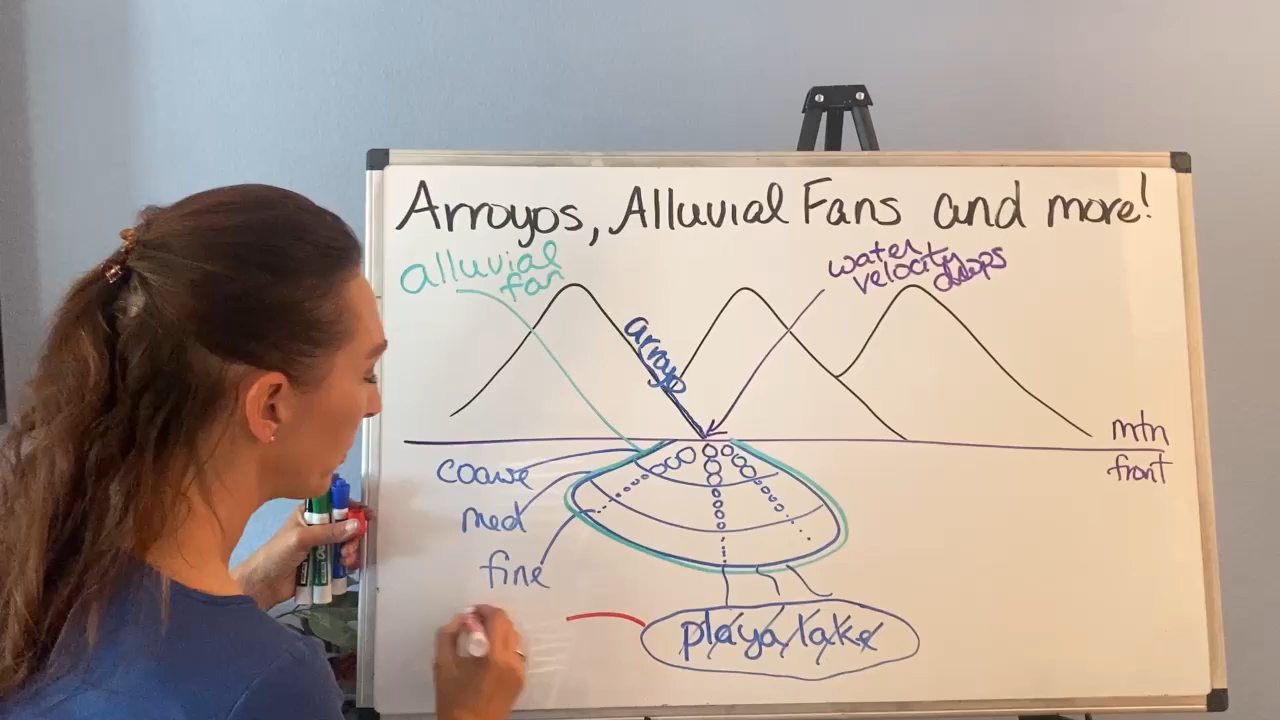 Arroyos, Alluvial Fans and more!
alluvial
fan
water
velocity
drops
arroyo
mtn
front
coarse
med
fine
playa lake